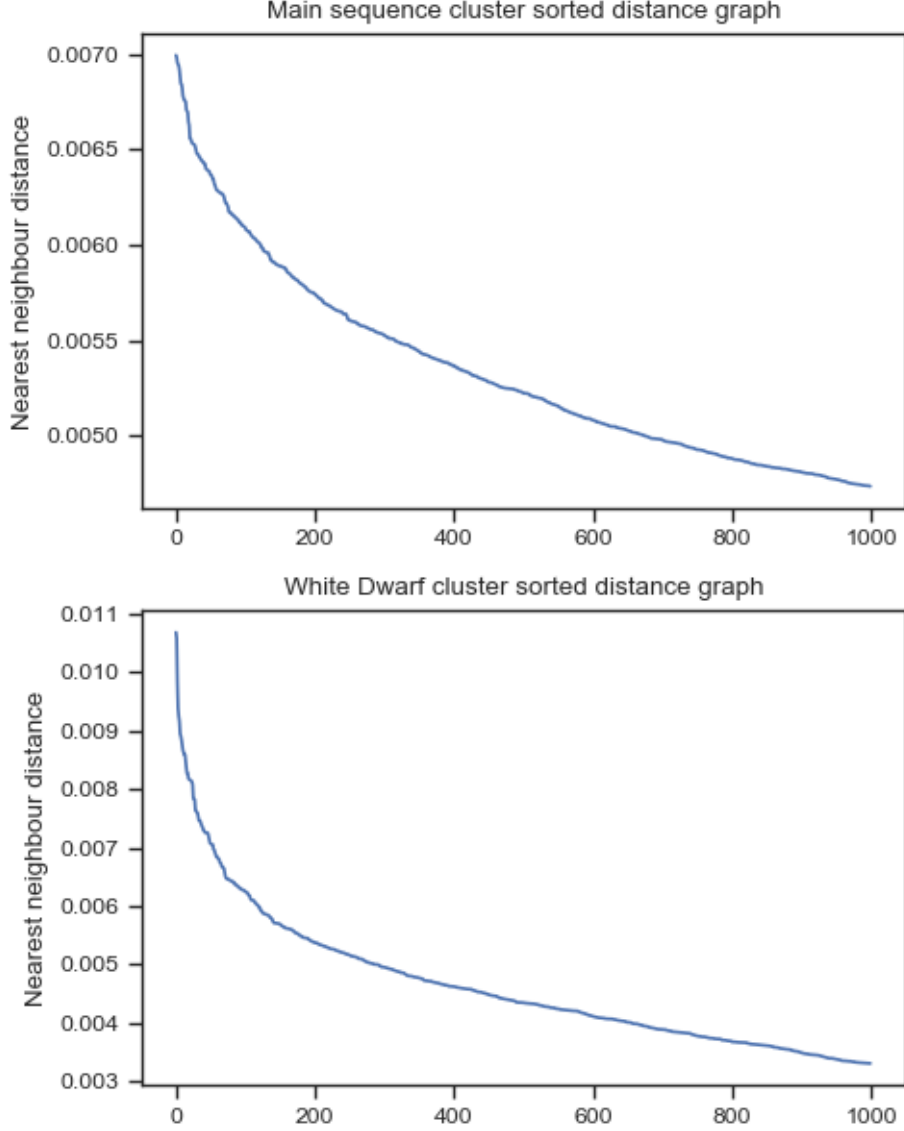 Main sequence cluster sorted distance graph
0.0070
0.0065
0.0060
0.0055
0.0050
Nearest neighbour distance
0 200 400 600 800 1000
White Dwarf cluster sorted distance graph
0.011
0.010
0.009
0.008
0.007
0.006
0.005
0.004
0.003
Nearest neighbour distance
0 200 400 600 800 1000